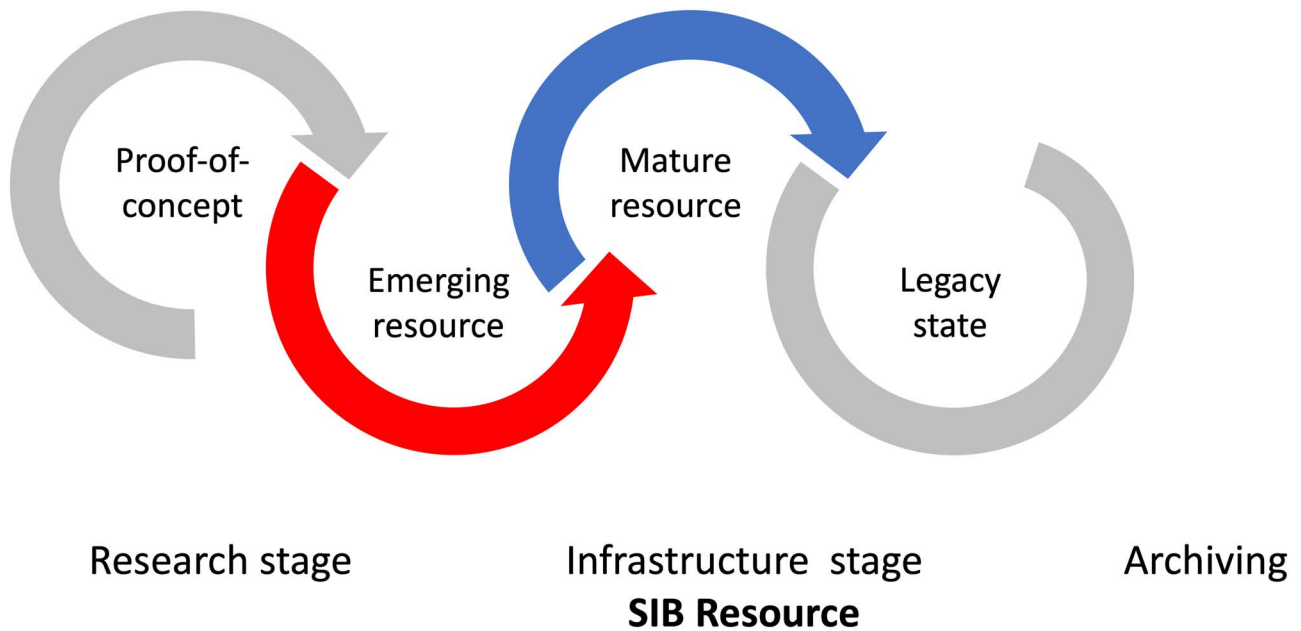 Proof-of-
concept
Emerging
resource
Mature
resource
Legacy
state
Research stage
Infrastructure stage
SIB Resource
Archiving